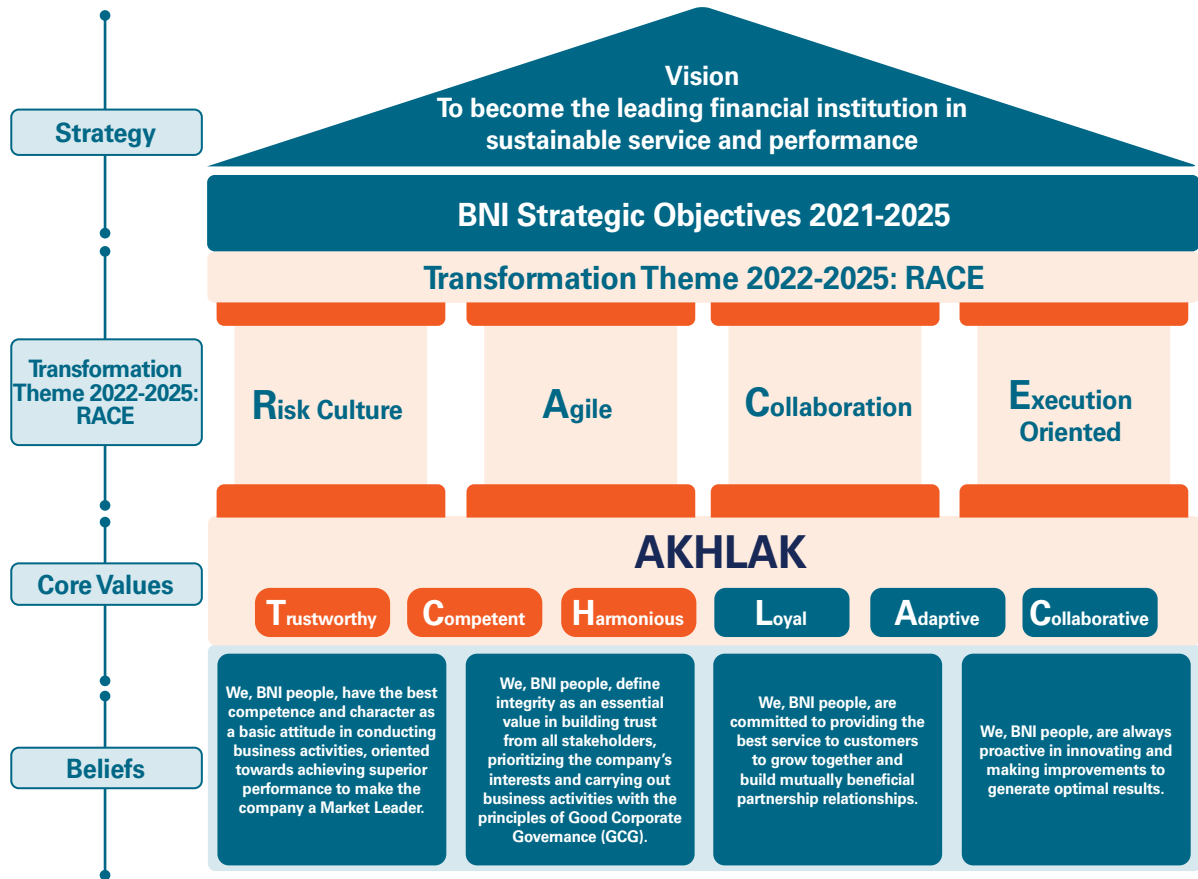 Strategy
Vision
To become the leading financial institution in
sustainable service and performance
BNI Strategic Objectives 2021-2025
Transformation Theme 2022-2025: RACE
Transformation
Theme 2022-2025:
RACE
Risk Culture
Agile
Collaboration
Execution
Oriented
Core Values
AKHLAK
Trustworthy
Competent
Harmonious
Loyal
Adaptive
Collaborative
Beliefs
We, BNI people, have the best
competence and character as
a basic attitude in conducting
business activities, oriented
towards achieving superior
performance to make the
company a Market Leader.
We, BNI people, define
integrity as an essential
value in building trust
from all stakeholders,
prioritizing the company's
interests and carrying out
business activities with the
principles of Good Corporate
Governance (GCG).
We, BNI people, are
committed to providing the
best service to customers
to grow together and
build mutually beneficial
partnership relationships.
We, BNI people, are always
proactive in innovating and
making improvements to
generate optimal results.